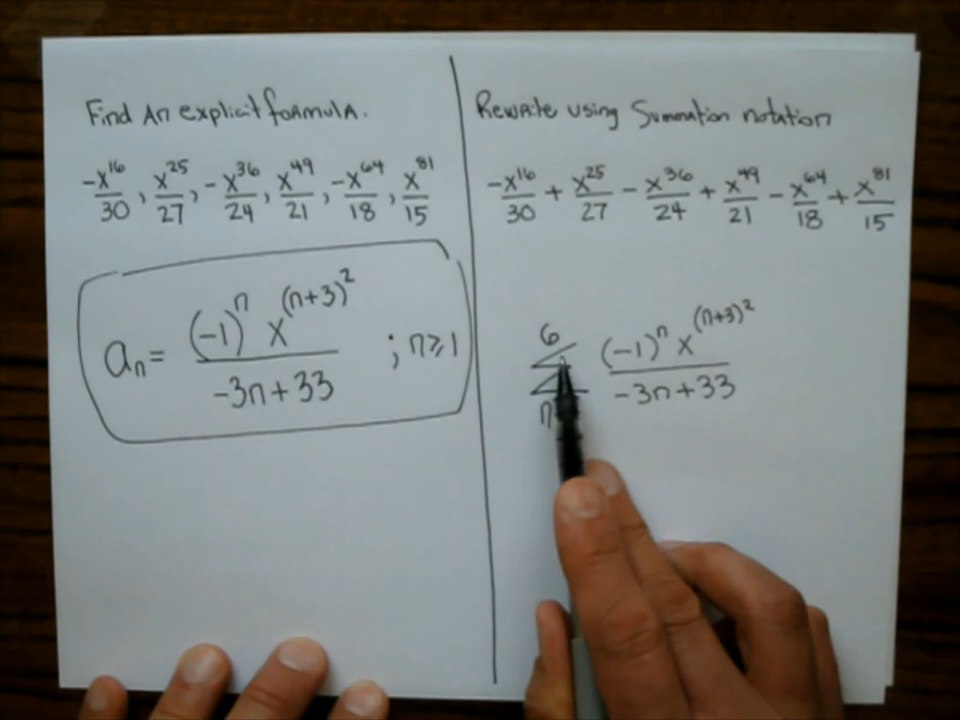 Find An explicit formula.
-x^16/30, x^25/27, -x^36/24, x^49/21, -x^64/18, x^81/15
a_n = (-1)^n x^(n+3)^2 / -3n+33 ; n≥1
Rewrite using Summation notation
-x^16/30 + x^25/27 - x^36/24 + x^49/21 - x^64/18 + x^81/15
6
Σ (-1)^n x^(n+3)^2 / -3n+33
n